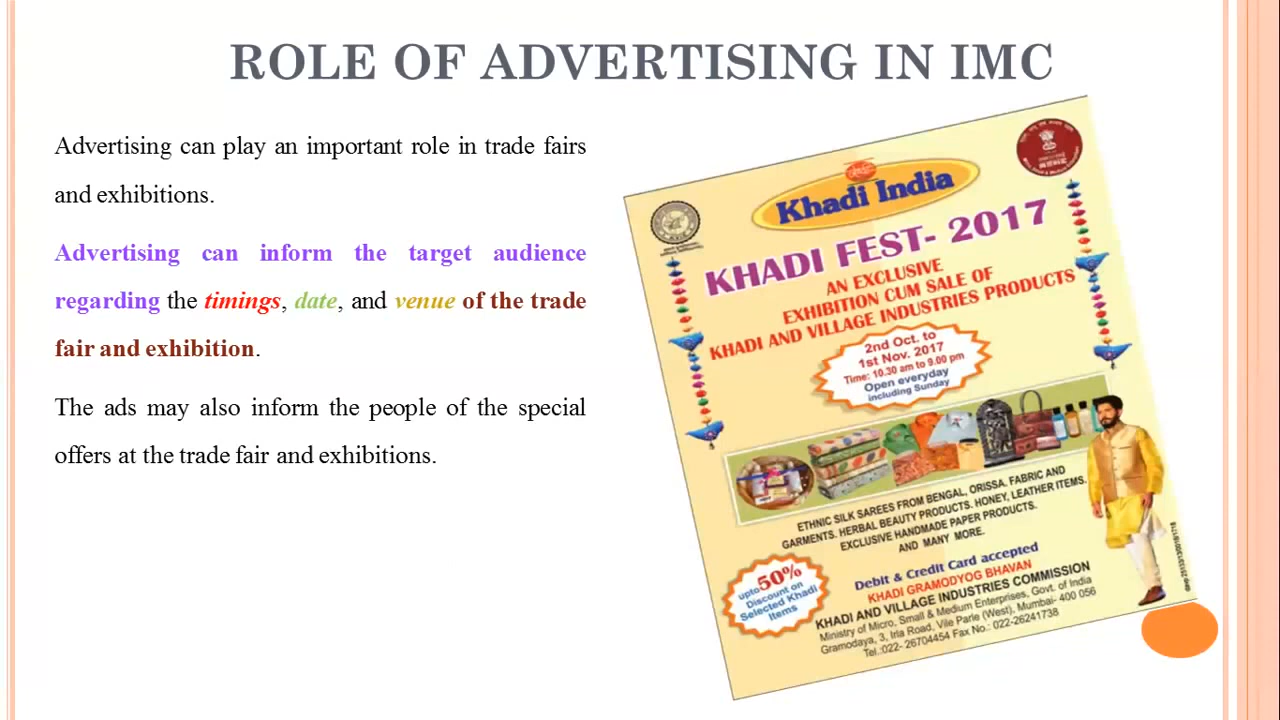 ROLE OF ADVERTISING IN IMC
Advertising can play an important role in trade fairs
and exhibitions.
Advertising can inform the target audience
regarding the timings, date, and venue of the trade
fair and exhibition.
The ads may also inform the people of the special
offers at the trade fair and exhibitions.
Khadi India
KHADI FEST- 2017
AN EXCLUSIVE
EXHIBITION CUM SALE OF
KHADI AND VILLAGE INDUSTRIES PRODUCTS
2nd Oct. to
1st Nov. 2017
Time: 10.30 am to 9.00 pm
Open everyday
including Sunday
ETHNIC SILK SAREES FROM BENGAL, ORISSA. FABRIC AND
GARMENTS. HERBAL BEAUTY PRODUCTS. HONEY, LEATHER ITEMS.
EXCLUSIVE HANDMADE PAPER PRODUCTS.
AND MANY MORE.
upto 50%
Discount on
Selected Khadi
Items
Debit & Credit Card accepted
KHADI GRAMODYOG BHAVAN
KHADI AND VILLAGE INDUSTRIES COMMISSION
Ministry of Micro, Small & Medium Enterprises, Govt. of India
Gramodaya, 3, Irla Road, Vile Parle (West), Mumbai- 400 056
Tel.:022- 26704454 Fax No.: 022-26241738